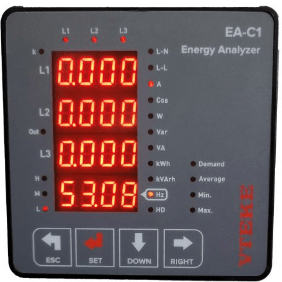 L1 L2 L3
EA-C1
Energy Analyzer
k
L-N
L1
0.000
L-L
A
Cos
L2
0.000
W
Out
Var
L3
0.000
VA
kWh
Demand
H
kVArh
Average
M
53.08
Hz
Min.
L
HD
Max.
ESC
SET
DOWN
RIGHT